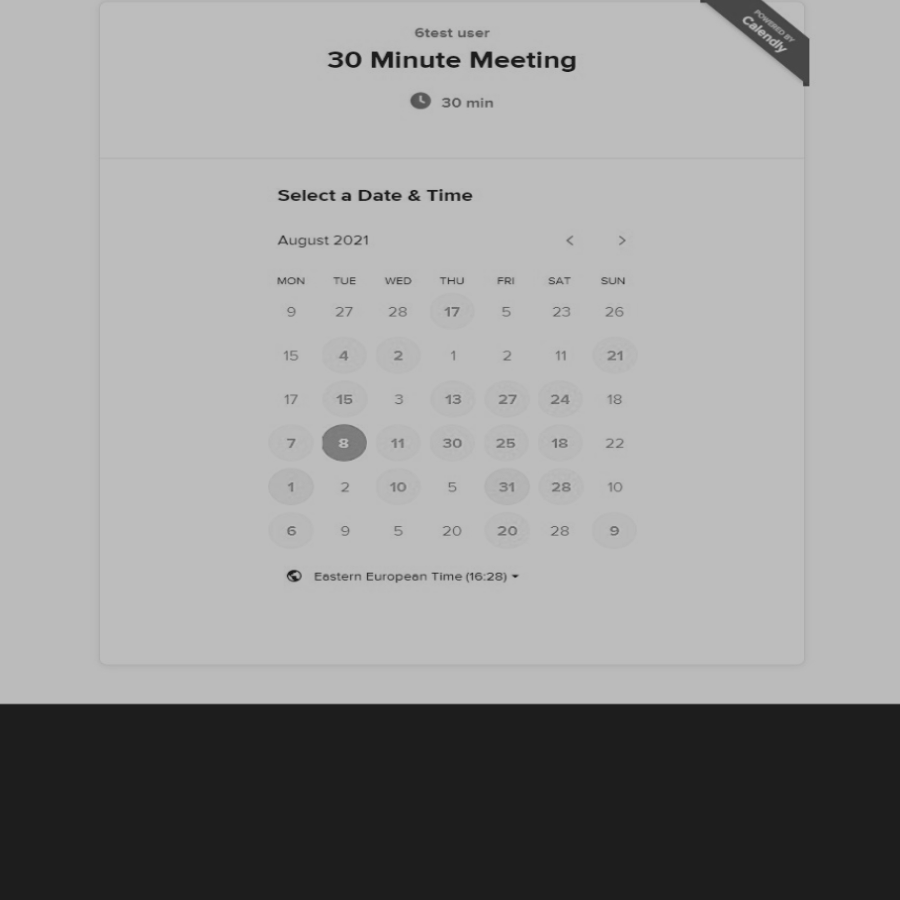 6test user
POWERED BY
Calendly
30 Minute Meeting
30 min
Select a Date & Time
August 2021 < >
MON TUE WED THU FRI SAT SUN
9 27 28 17 5 23 26
15 4 2 1 2 11 21
17 15 3 13 27 24 18
7 8 11 30 25 18 22
1 2 10 5 31 28 10
6 9 5 20 20 28 9
Eastern European Time (16:28)